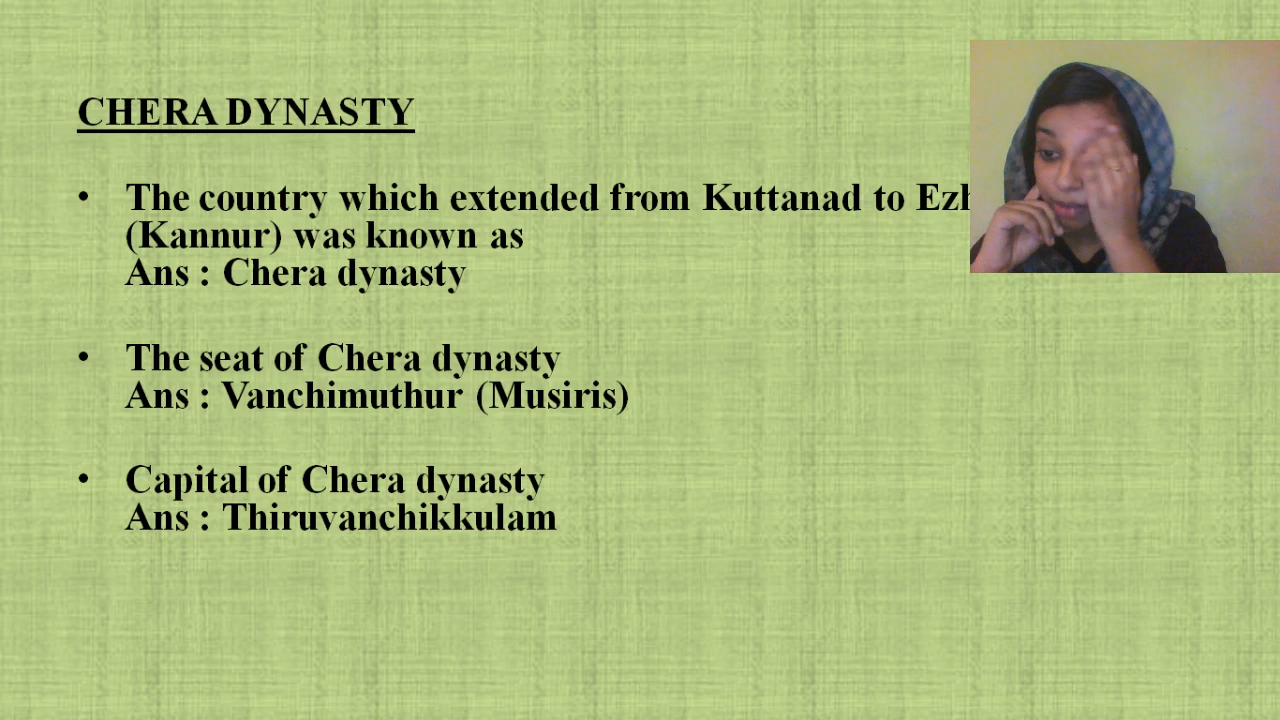 CHERA DYNASTY
• The country which extended from Kuttanad to
(Kannur) was known as
Ans : Chera dynasty
• The seat of Chera dynasty
Ans : Vanchimuthur (Musiris)
• Capital of Chera dynasty
Ans : Thiruvanchikkulam